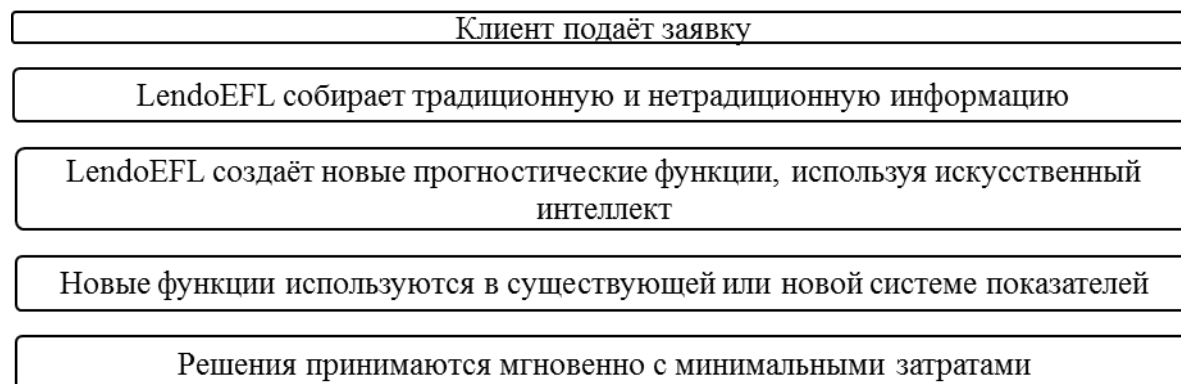 Клиент подаёт заявку
LendoEFL собирает традиционную и нетрадиционную информацию
LendoEFL создаёт новые прогностические функции, используя искусственный
интеллект
Новые функции используются в существующей или новой системе показателей
Решения принимаются мгновенно с минимальными затратами